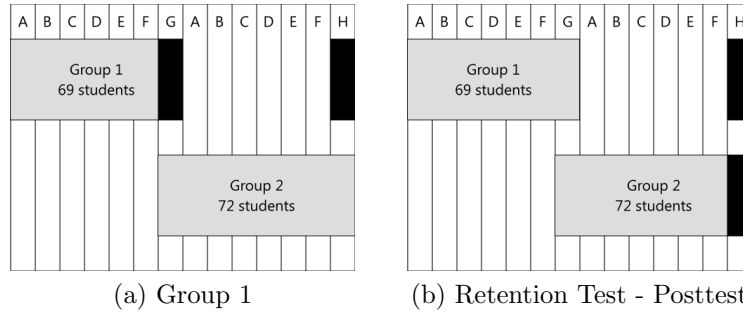 A B C D E F G A B C D E F H
Group 1
69 students
Group 2
72 students
(a) Group 1
A B C D E F G A B C D E F H
Group 1
69 students
Group 2
72 students
(b) Retention Test - Posttest